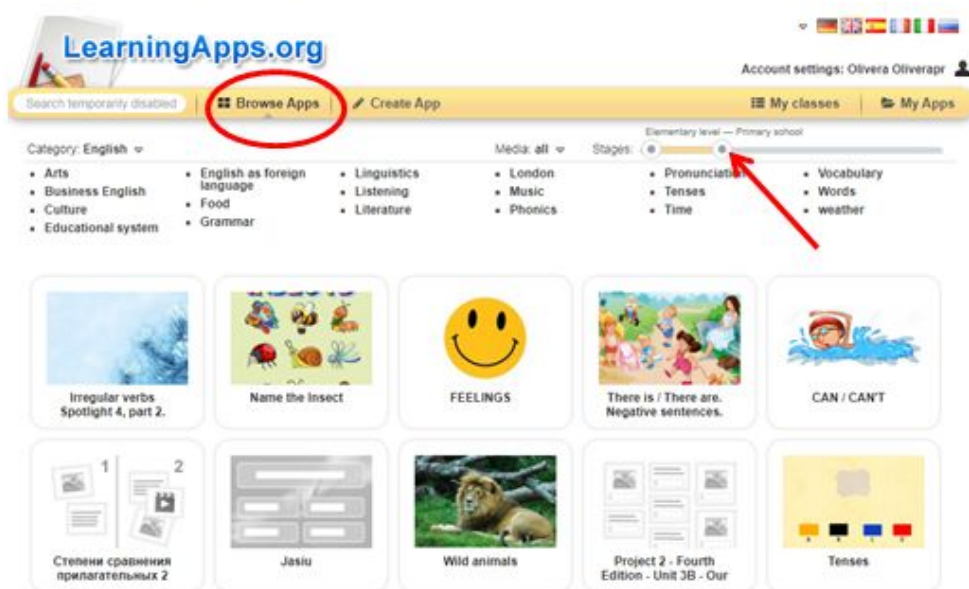 LearningApps.org
Account settings: Olivera Oliverapr
Search temporarily disabled
Browse Apps
Create App
My classes
My Apps
Elementary level — Primary school
Category: English
Media: all
Stages:
Arts
Business English
Culture
Educational system
English as foreign
language
Food
Grammar
Linguistics
Listening
Literature
London
Music
Phonics
Pronunciation
Tenses
Time
Vocabulary
Words
weather
Irregular verbs
Spotlight 4, part 2.
Name the Insect
FEELINGS
There is / There are.
Negative sentences.
CAN / CAN'T
1 2
Степени сравнения
прилагательных 2
Jasiu
Wild animals
Project 2 - Fourth
Edition - Unit 3B - Our
Tenses